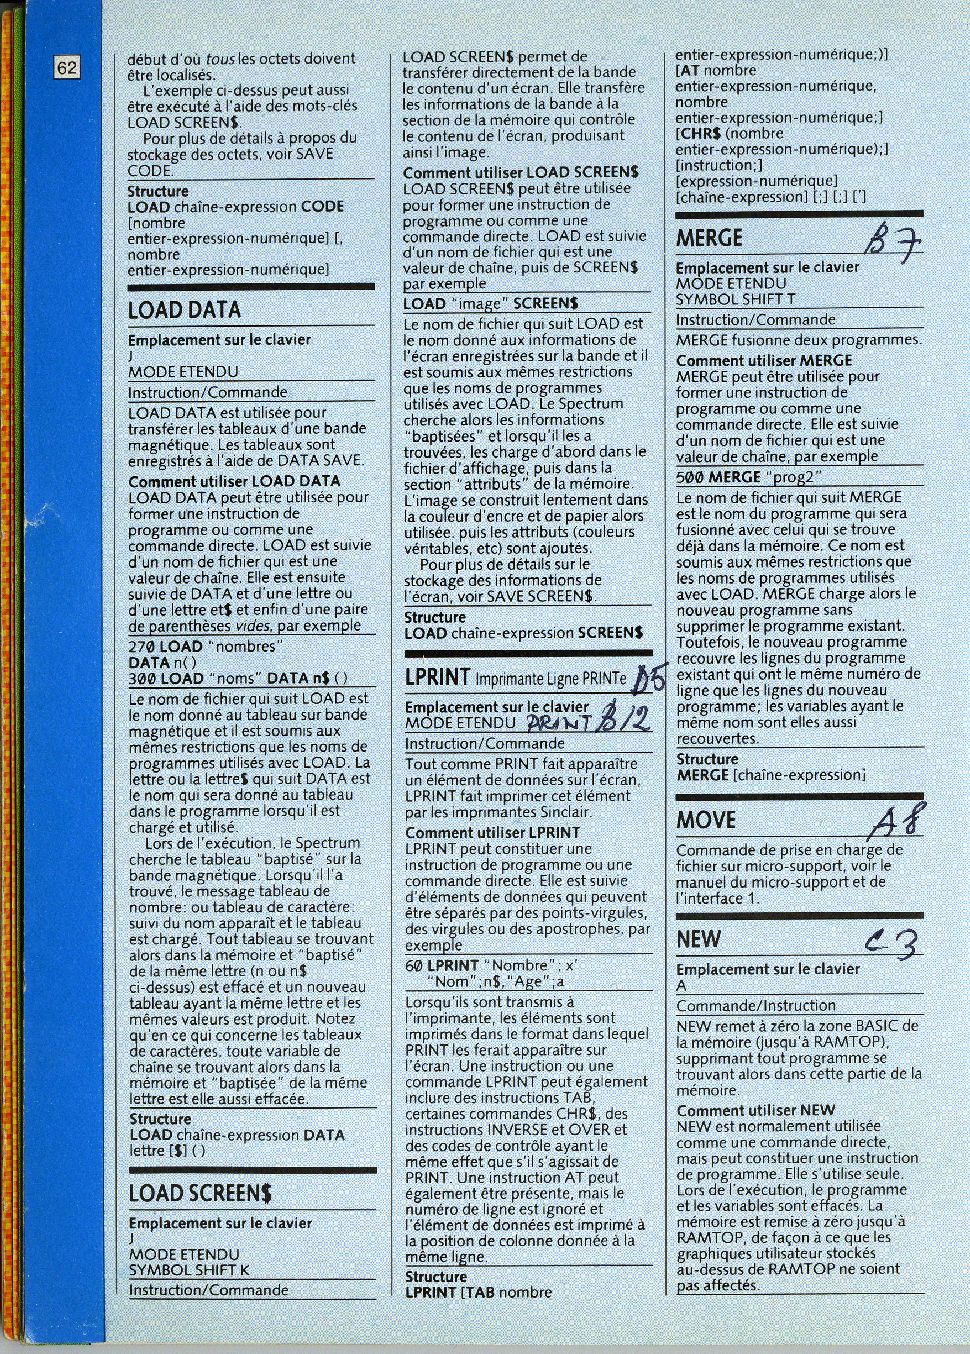 62
début d'où tous les octets doivent
être localisés.
L'exemple ci-dessus peut aussi
être exécuté à l'aide des mots-clés
LOAD SCREEN$
Pour plus de détails à propos du
stockage des octets, voir SAVE
CODE.
Structure
LOAD chaîne-expression CODE
[nombre
entier-expression-numérique] [,
nombre
entier-expression-numérique]
LOAD DATA
Emplacement sur le clavier
J
MODE ETENDU
Instruction/Commande
LOAD DATA est utilisée pour
transférer les tableaux d'une bande
magnétique. Les tableaux sont
enregistrés à l'aide de DATA SAVE.
Comment utiliser LOAD DATA
LOAD DATA peut être utilisée pour
former une instruction de
programme ou comme une
commande directe. LOAD est suivie
d'un nom de fichier qui est une
valeur de chaîne. Elle est ensuite
suivie de DATA et d'une lettre ou
d'une lettre et$ et enfin d'une paire
de parenthèses vides, par exemple
270 LOAD "nombres"
DATA n( )
300 LOAD "noms" DATA n$ ( )
Le nom de fichier qui suit LOAD est
le nom donné au tableau sur bande
magnétique et il est soumis aux
mêmes restrictions que les noms de
programmes utilisés avec LOAD. La
lettre ou la lettre$ qui suit DATA est
le nom qui sera donné au tableau
dans le programme lorsqu'il est
chargé et utilisé.
Lors de l'exécution, le Spectrum
cherche le tableau "baptisé" sur la
bande magnétique. Lorsqu'il l'a
trouvé, le message tableau de
nombre: ou tableau de caractère:
suivi du nom apparaît et le tableau
est chargé. Tout tableau se trouvant
alors dans la mémoire et "baptisé"
de la même lettre (n ou n$
ci-dessus) est effacé et un nouveau
tableau ayant la même lettre et les
mêmes valeurs est produit. Notez
qu'en ce qui concerne les tableaux
de caractères, toute variable de
chaîne se trouvant alors dans la
mémoire et "baptisée" de la même
lettre est elle aussi effacée.
Structure
LOAD chaîne-expression DATA
lettre [$] ( )
LOAD SCREEN$
Emplacement sur le clavier
J
MODE ETENDU
SYMBOL SHIFT K
Instruction/Commande
LOAD SCREEN$ permet de
transférer directement de la bande
le contenu d'un écran. Elle transfère
les informations de la bande à la
section de la mémoire qui contrôle
le contenu de l'écran, produisant
ainsi l'image.
Comment utiliser LOAD SCREEN$
LOAD SCREEN$ peut être utilisée
pour former une instruction de
programme ou comme une
commande directe. LOAD est suivie
d'un nom de fichier qui est une
valeur de chaîne, puis de SCREEN$
par exemple
LOAD "image" SCREEN$
Le nom de fichier qui suit LOAD est
le nom donné aux informations de
l'écran enregistrées sur la bande et il
est soumis aux mêmes restrictions
que les noms de programmes
utilisés avec LOAD. Le Spectrum
cherche alors les informations
"baptisées" et lorsqu'il les a
trouvées, les charge d'abord dans le
fichier d'affichage, puis dans la
section "attributs" de la mémoire.
L'image se construit lentement dans
la couleur d'encre et de papier alors
utilisée, puis les attributs (couleurs
véritables, etc) sont ajoutés.
Pour plus de détails sur le
stockage des informations de
l'écran, voir SAVE SCREEN$.
Structure
LOAD chaîne-expression SCREEN$
LPRINT Imprimante Ligne PRINTe D5
Emplacement sur le clavier
MODE ETENDU PRINT B/2
Instruction/Commande
Tout comme PRINT fait apparaître
un élément de données sur l'écran,
LPRINT fait imprimer cet élément
par les imprimantes Sinclair.
Comment utiliser LPRINT
LPRINT peut constituer une
instruction de programme ou une
commande directe. Elle est suivie
d'éléments de données qui peuvent
être séparés par des points-virgules,
des virgules ou des apostrophes, par
exemple
60 LPRINT "Nombre"; x'
"Nom";n$,"Age";a
Lorsqu'ils sont transmis à
l'imprimante, les éléments sont
imprimés dans le format dans lequel
PRINT les ferait apparaître sur
l'écran. Une instruction ou une
commande LPRINT peut également
inclure des instructions TAB,
certaines commandes CHR$, des
instructions INVERSE et OVER et
des codes de contrôle ayant le
même effet que s'il s'agissait de
PRINT. Une instruction AT peut
également être présente, mais le
numéro de ligne est ignoré et
l'élément de données est imprimé à
la position de colonne donnée à la
même ligne.
Structure
LPRINT [TAB nombre
entier-expression-numérique;)]
[AT nombre
entier-expression-numérique,
nombre
entier-expression-numérique;]
[CHR$ (nombre
entier-expression-numérique);]
[instruction;]
[expression-numérique]
[chaîne-expression] [;] [,] [']
MERGE B7
Emplacement sur le clavier
MODE ETENDU
SYMBOL SHIFT T
Instruction/Commande
MERGE fusionne deux programmes.
Comment utiliser MERGE
MERGE peut être utilisée pour
former une instruction de
programme ou comme une
commande directe. Elle est suivie
d'un nom de fichier qui est une
valeur de chaîne, par exemple
500 MERGE "prog2"
Le nom de fichier qui suit MERGE
est le nom du programme qui sera
fusionné avec celui qui se trouve
déjà dans la mémoire. Ce nom est
soumis aux mêmes restrictions que
les noms de programmes utilisés
avec LOAD. MERGE charge alors le
nouveau programme sans
supprimer le programme existant.
Toutefois, le nouveau programme
recouvre les lignes du programme
existant qui ont le même numéro de
ligne que les lignes du nouveau
programme; les variables ayant le
même nom sont elles aussi
recouvertes.
Structure
MERGE [chaîne-expression]
MOVE A8
Commande de prise en charge de
fichier sur micro-support, voir le
manuel du micro-support et de
l'interface 1.
NEW C3
Emplacement sur le clavier
A
Commande/Instruction
NEW remet à zéro la zone BASIC de
la mémoire (jusqu'à RAMTOP),
supprimant tout programme se
trouvant alors dans cette partie de la
mémoire.
Comment utiliser NEW
NEW est normalement utilisée
comme une commande directe,
mais peut constituer une instruction
de programme. Elle s'utilise seule.
Lors de l'exécution, le programme
et les variables sont effacés. La
mémoire est remise à zéro jusqu'à
RAMTOP, de façon à ce que les
graphiques utilisateur stockés
au-dessus de RAMTOP ne soient
pas affectés.